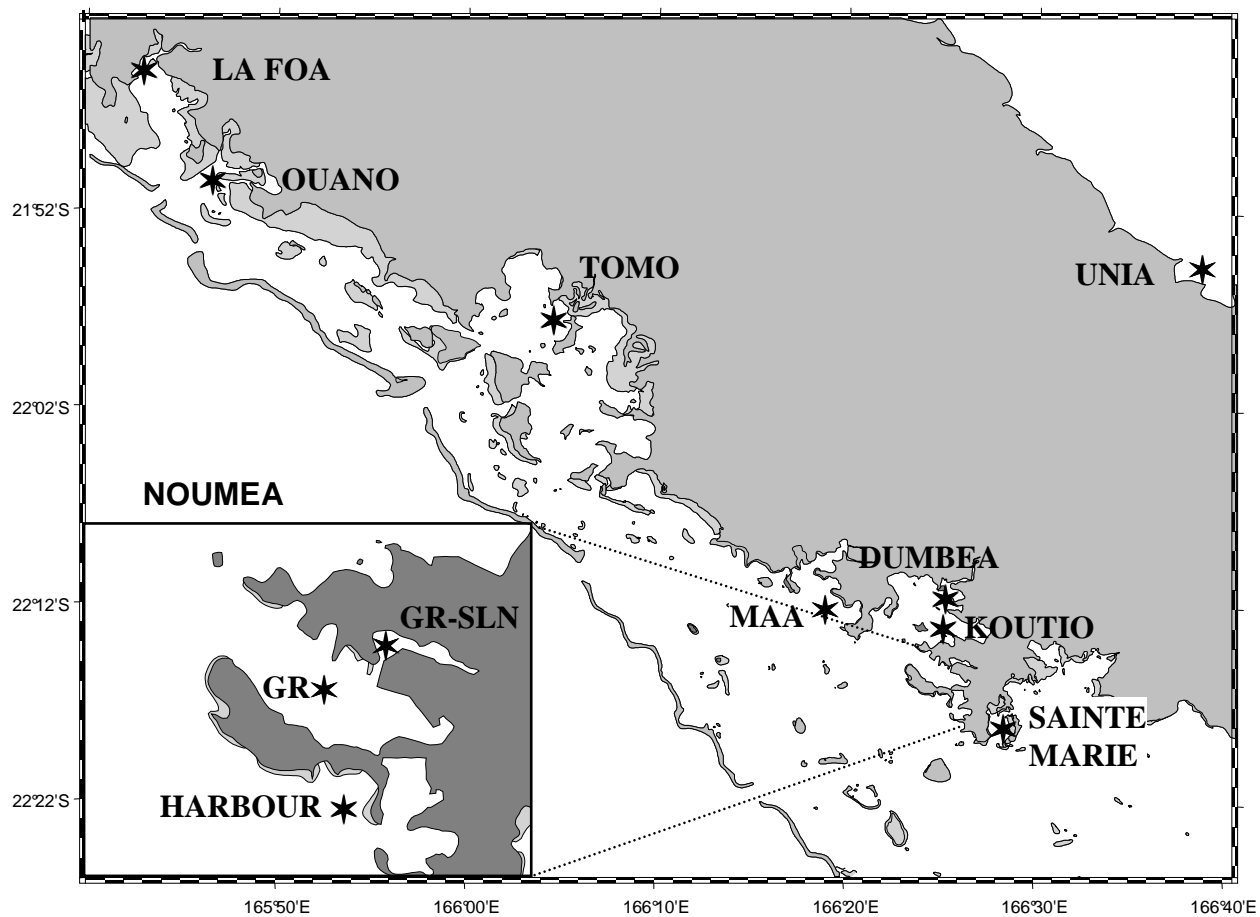 LA FOA
OUANO
21°52'S
TOMO
UNIA
22°02'S
NOUMEA
DUMBEA
22°12'S
MAA
KOUTIO
GR-SLN
GR
SAINTE
MARIE
22°22'S
HARBOUR
165°50'E
166°00'E
166°10'E
166°20'E
166°30'E
166°40'E